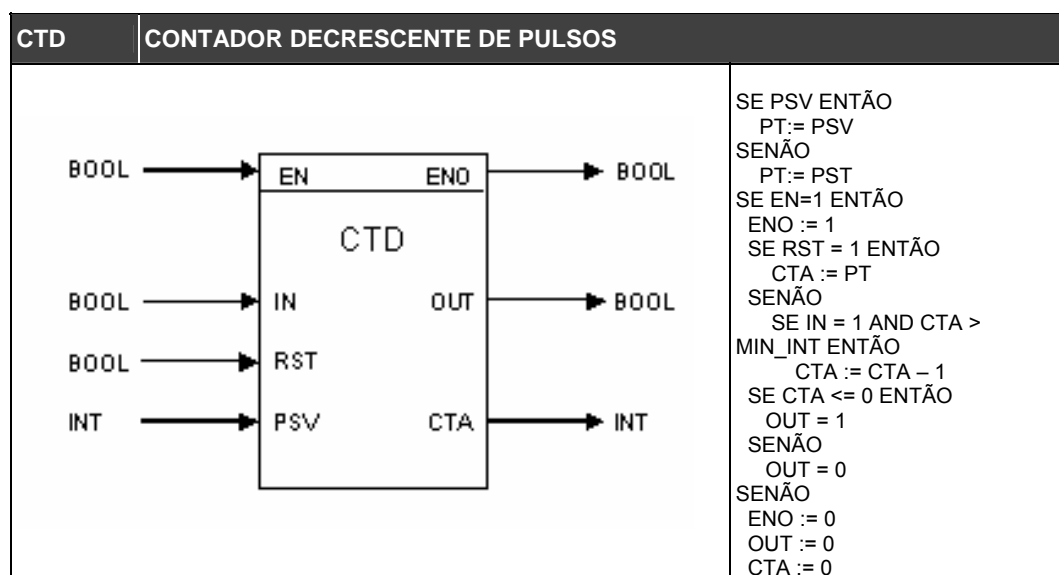 CTD CONTADOR DECRESCENTE DE PULSOS
BOOL EN ENO BOOL
CTD
BOOL IN OUT BOOL
BOOL RST
INT PSV CTA INT
SE PSV ENTÃO
PT:= PSV
SENÃO
PT:= PST
SE EN=1 ENTÃO
ENO := 1
SE RST = 1 ENTÃO
CTA := PT
SENÃO
SE IN = 1 AND CTA >
MIN_INT ENTÃO
CTA := CTA – 1
SE CTA <= 0 ENTÃO
OUT = 1
SENÃO
OUT = 0
SENÃO
ENO := 0
OUT := 0
CTA := 0